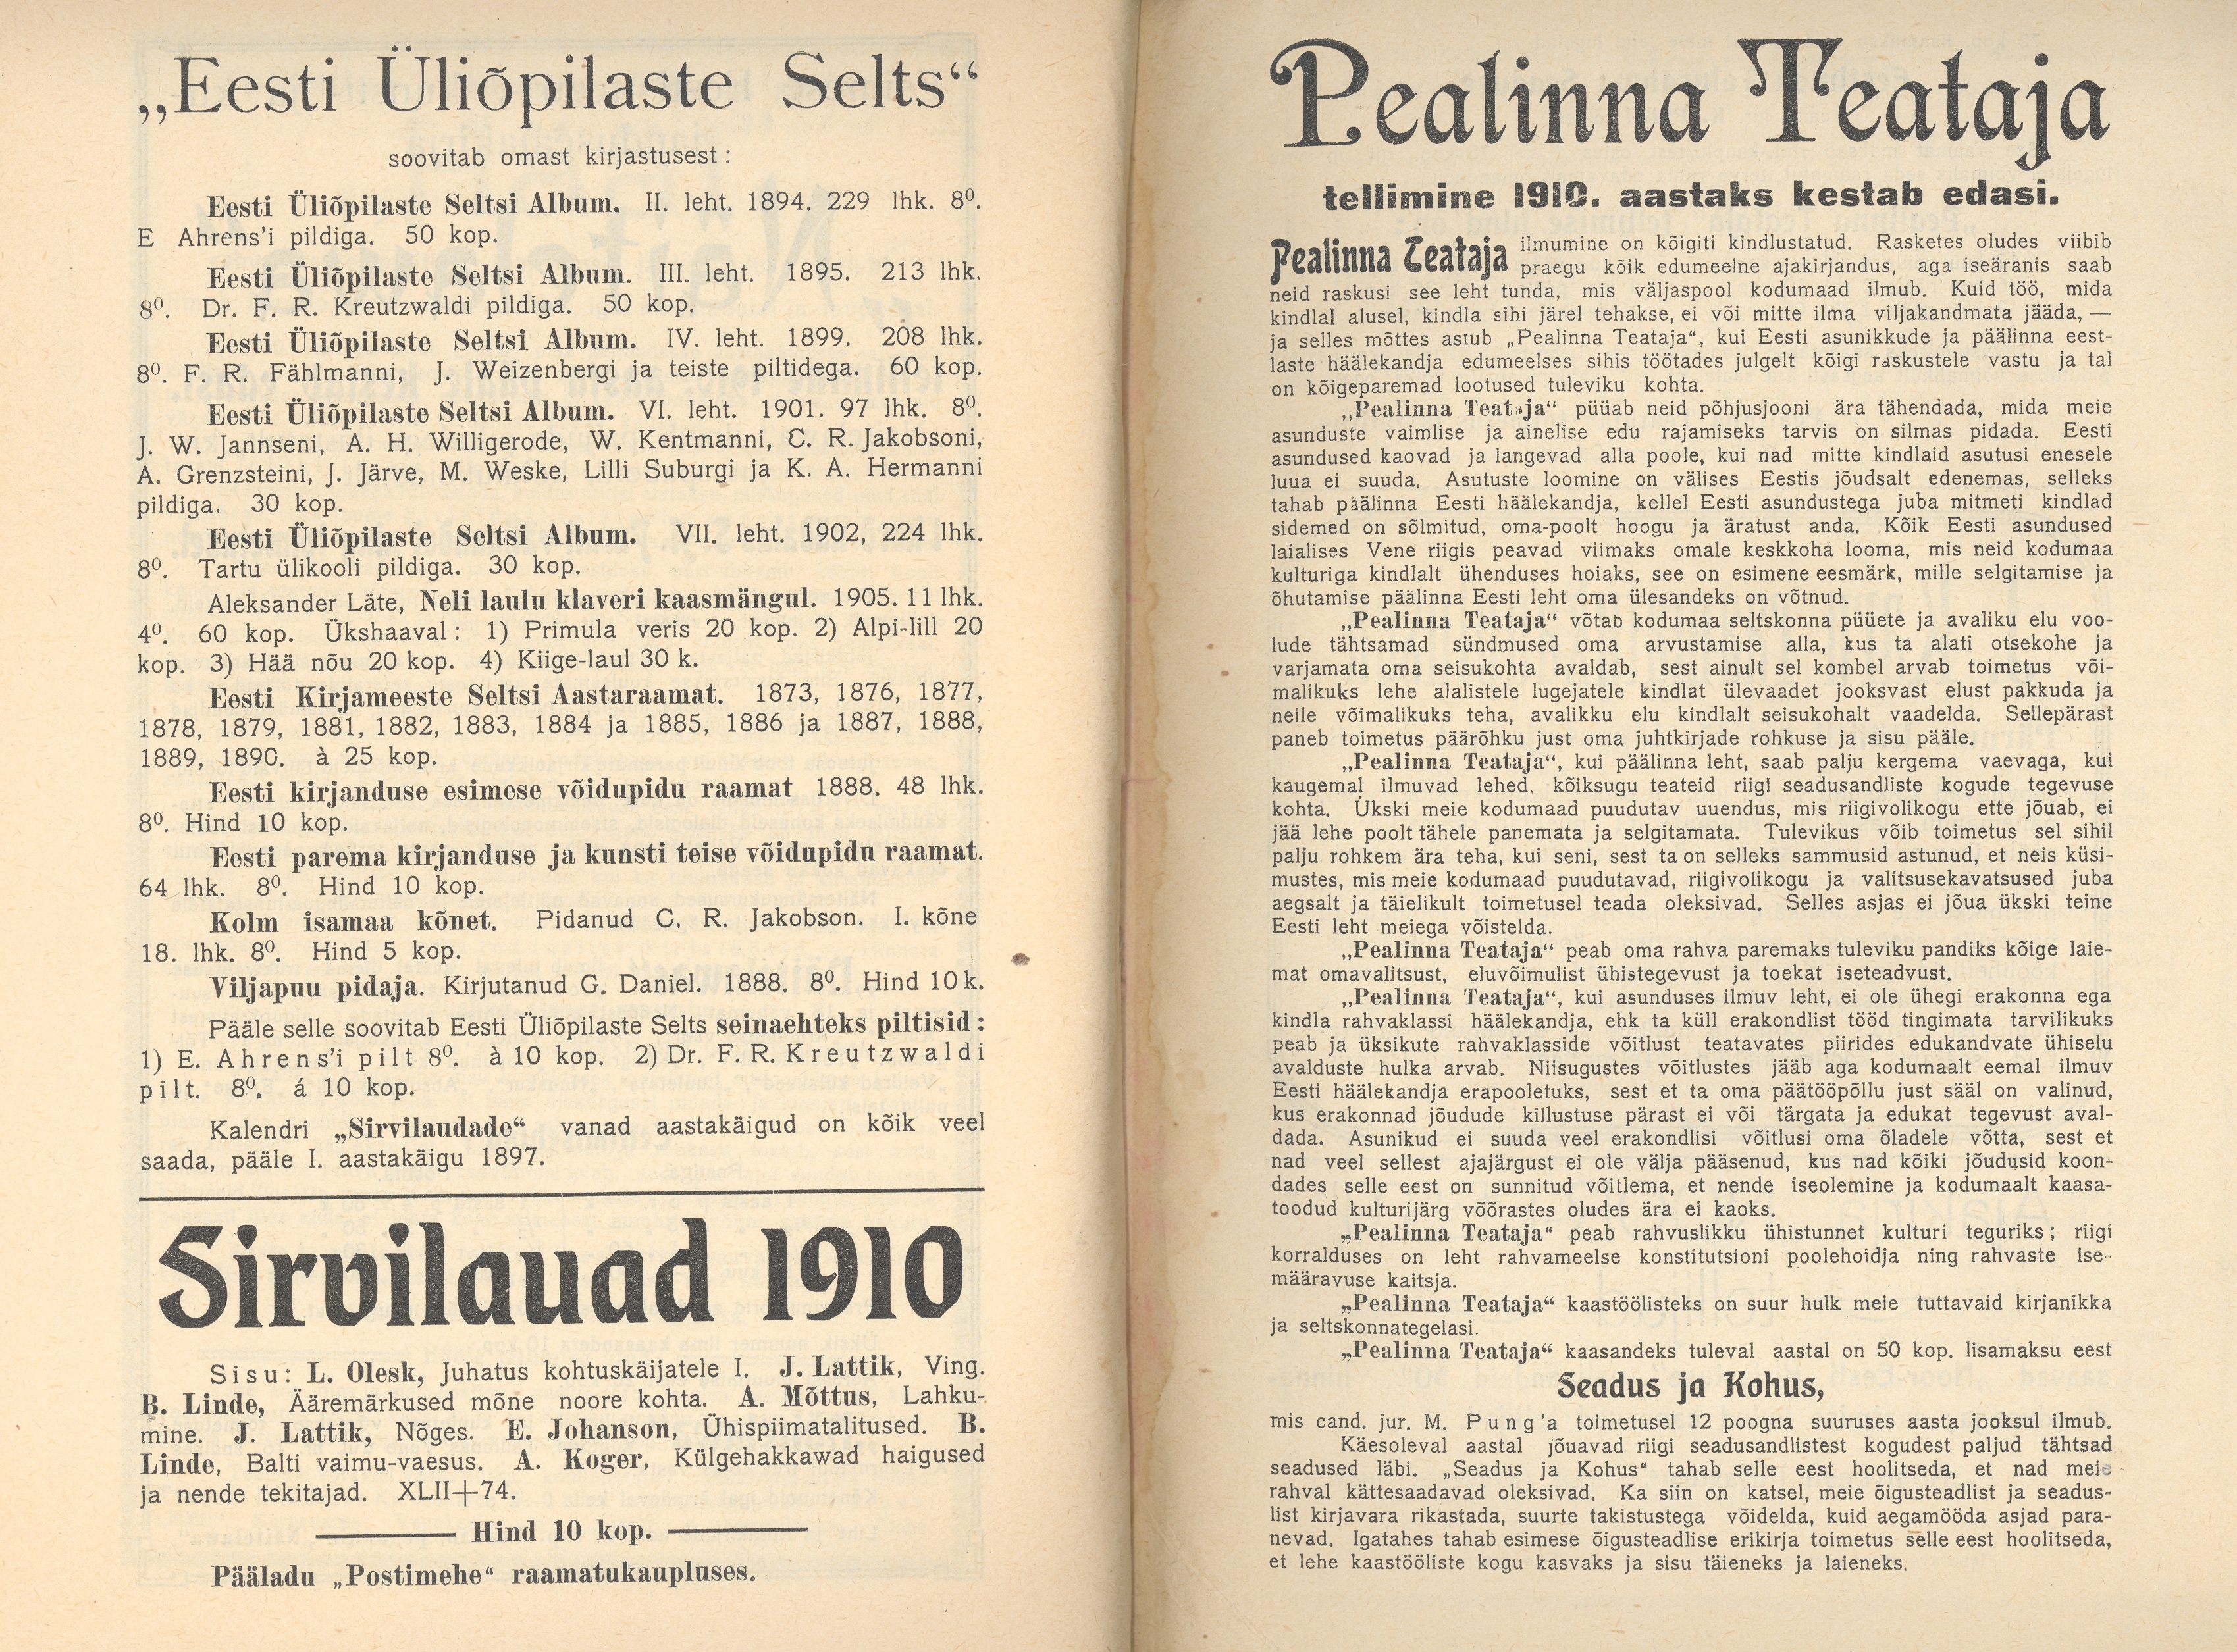 „Eesti Üliõpilaste Selts“
soovitab omast kirjastusest :
Eesti Üliõpilaste Seltsi Album. II. leht. 1894. 229 lhk. 8⁰.
E Ahrens'i pildiga. 50 kop.
Eesti Üliõpilaste Seltsi Album. III. leht. 1895. 213 lhk.
8⁰. Dr. F. R. Kreutzwaldi pildiga. 50 kop.
Eesti Üliõpilaste Seltsi Album. IV. leht. 1899. 208 lhk.
8⁰. F. R. Fählmanni, J. Weizenbergi ja teiste piltidega. 60 kop.
Eesti Üliõpilaste Seltsi Album. VI. leht. 1901. 97 lhk. 8⁰.
J. W. Jannseni, A. H. Willigerode, W. Kentmanni, C. R. Jakobsoni,
A. Grenzsteini, J. Järve, M. Weske, Lilli Suburgi ja K. A. Hermanni
pildiga. 30 kop.
Eesti Üliõpilaste Seltsi Album. VII. leht. 1902, 224 lhk.
8⁰. Tartu ülikooli pildiga. 30 kop.
Aleksander Läte, Neli laulu klaveri kaasmängul. 1905. 11 lhk.
4⁰. 60 kop. Ükshaaval : 1) Primula veris 20 kop. 2) Alpi-lill 20
kop. 3) Hää nõu 20 kop. 4) Kiige-laul 30 k.
Eesti Kirjameeste Seltsi Aastaraamat. 1873, 1876, 1877,
1878, 1879, 1881, 1882, 1883, 1884 ja 1885, 1886 ja 1887, 1888,
1889, 1890. à 25 kop.
Eesti kirjanduse esimese võidupidu raamat 1888. 48 lhk.
8⁰. Hind 10 kop.
Eesti parema kirjanduse ja kunsti teise võidupidu raamat.
64 lhk. 8⁰. Hind 10 kop.
Kolm isamaa kõnet. Pidanud C. R. Jakobson. I. kõne
18. lhk. 8⁰. Hind 5 kop.
Viljapuu pidaja. Kirjutanud G. Daniel. 1888. 8⁰. Hind 10 k.
Pääle selle soovitab Eesti Üliõpilaste Selts seinaehteks piltisid :
1) E. Ahrens'i pilt 8⁰. à 10 kop. 2) Dr. F. R. Kreutzwaldi
pilt. 8⁰. á 10 kop.
Kalendri „Sirvilaudade“ vanad aastakäigud on kõik veel
saada, pääle I. aastakäigu 1897.
Sirvilauad 1910
Sisu: L. Olesk, Juhatus kohtuskäijatele I. J. Lattik, Ving.
B. Linde, Ääremärkused mõne noore kohta. A. Mõttus, Lahku-
mine. J. Lattik, Nõges. E. Johanson, Ühispiimatalitused. B.
Linde, Balti vaimu-vaesus. A. Koger, Külgehakkawad haigused
ja nende tekitajad. XLII+74.
Hind 10 kop.
Pääladu „Postimehe“ raamatukaupluses.
Pealinna Teataja
tellimine 1910. aastaks kestab edasi.
Pealinna Teataja ilmumine on kõigiti kindlustatud. Rasketes oludes viibib
praegu kõik edumeelne ajakirjandus, aga iseäranis saab
neid raskusi see leht tunda, mis väljaspool kodumaad ilmub. Kuid töö, mida
kindlal alusel, kindla sihi järel tehakse, ei või mitte ilma viljakandmata jääda, —
ja selles mõttes astub „Pealinna Teataja“, kui Eesti asunikkude ja päälinna eest-
laste häälekandja edumeelses sihis töötades julgelt kõigi raskustele vastu ja tal
on kõigeparemad lootused tuleviku kohta.
„Pealinna Teataja“ püüab neid põhjusjooni ära tähendada, mida meie
asunduste vaimlise ja ainelise edu rajamiseks tarvis on silmas pidada. Eesti
asundused kaovad ja langevad alla poole, kui nad mitte kindlaid asutusi enesele
luua ei suuda. Asutuste loomine on välises Eestis jõudsalt edenemas, selleks
tahab päälinna Eesti häälekandja, kellel Eesti asundustega juba mitmeti kindlad
sidemed on sõlmitud, oma-poolt hoogu ja äratust anda. Kõik Eesti asundused
laialises Vene riigis peavad viimaks omale keskkoha looma, mis neid kodumaa
kulturiga kindlalt ühenduses hoiaks, see on esimene eesmärk, mille selgitamise ja
õhutamise päälinna Eesti leht oma ülesandeks on võtnud.
„Pealinna Teataja“ võtab kodumaa seltskonna püüete ja avaliku elu voo-
lude tähtsamad sündmused oma arvustamise alla, kus ta alati otsekohe ja
varjamata oma seisukohta avaldab, sest ainult sel kombel arvab toimetus või-
malikuks lehe alalistele lugejatele kindlat ülevaadet jooksvast elust pakkuda ja
neile võimalikuks teha, avalikku elu kindlalt seisukohalt vaadelda. Sellepärast
paneb toimetus päärõhku just oma juhtkirjade rohkuse ja sisu pääle.
„Pealinna Teataja“, kui päälinna leht, saab palju kergema vaevaga, kui
kaugemal ilmuvad lehed, kõiksugu teateid riigi seadusandliste kogude tegevuse
kohta. Ükski meie kodumaad puudutav uuendus, mis riigivolikogu ette jõuab, ei
jää lehe poolt tähele panemata ja selgitamata. Tulevikus võib toimetus sel sihil
palju rohkem ära teha, kui seni, sest ta on selleks sammusid astunud, et neis küsi-
mustes, mis meie kodumaad puudutavad, riigivolikogu ja valitsusekavatsused juba
aegsalt ja täielikult toimetusel teada oleksivad. Selles asjas ei jõua ükski teine
Eesti leht meiega võistelda.
„Pealinna Teataja“ peab oma rahva paremaks tuleviku pandiks kõige laie-
mat omavalitsust, eluvõimulist ühistegevust ja toekat iseteadvust.
„Pealinna Teataja“, kui asunduses ilmuv leht, ei ole ühegi erakonna ega
kindla rahvaklassi häälekandja, ehk ta küll erakondlist tööd tingimata tarvilikuks
peab ja üksikute rahvaklasside võitlust teatavates piirides edukandvate ühiselu
avalduste hulka arvab. Niisugustes võitlustes jääb aga kodumaalt eemal ilmuv
Eesti häälekandja erapooletuks, sest et ta oma päätööpõllu just sääl on valinud,
kus erakonnad jõudude killustuse pärast ei või tärgata ja edukat tegevust aval-
dada. Asunikud ei suuda veel erakondlisi võitlusi oma õladele võtta, sest et
nad veel sellest ajajärgust ei ole välja pääsenud, kus nad kõiki jõudusid koon-
dades selle eest on sunnitud võitlema, et nende iseolemine ja kodumaalt kaasa-
toodud kulturijärg võõrastes oludes ära ei kaoks.
„Pealinna Teataja“ peab rahvuslikku ühistunnet kulturi teguriks ; riigi
korralduses on leht rahvameelse konstitutsioni poolehoidja ning rahvaste ise-
määravuse kaitsja.
„Pealinna Teataja“ kaastöölisteks on suur hulk meie tuttavaid kirjanikka
ja seltskonnategelasi.
„Pealinna Teataja“ kaasandeks tuleval aastal on 50 kop. lisamaksu eest
Seadus ja Kohus,
mis cand. jur. M. Pung'a toimetusel 12 poogna suuruses aasta jooksul ilmub.
Käesoleval aastal jõuavad riigi seadusandlistest kogudest paljud tähtsad
seadused läbi. „Seadus ja Kohus“ tahab selle eest hoolitseda, et nad meie
rahval kättesaadavad oleksivad. Ka siin on katsel, meie õigusteadlist ja seadus-
list kirjavara rikastada, suurte takistustega võidelda, kuid aegamööda asjad para-
nevad. Igatahes tahab esimese õigusteadlise erikirja toimetus selle eest hoolitseda,
et lehe kaastööliste kogu kasvaks ja sisu täieneks ja laieneks.